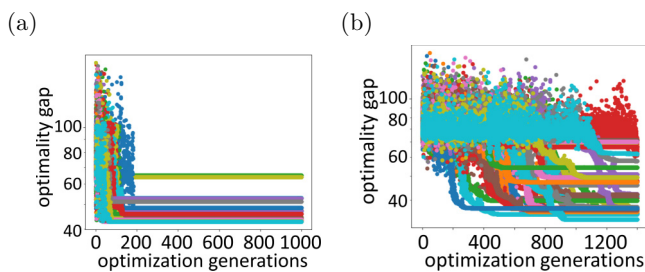 (a)
optimality gap
100
80
60
40
0 200 400 600 800 1000
optimization generations
(b)
optimality gap
100
80
60
40
0 400 800 1200
optimization generations